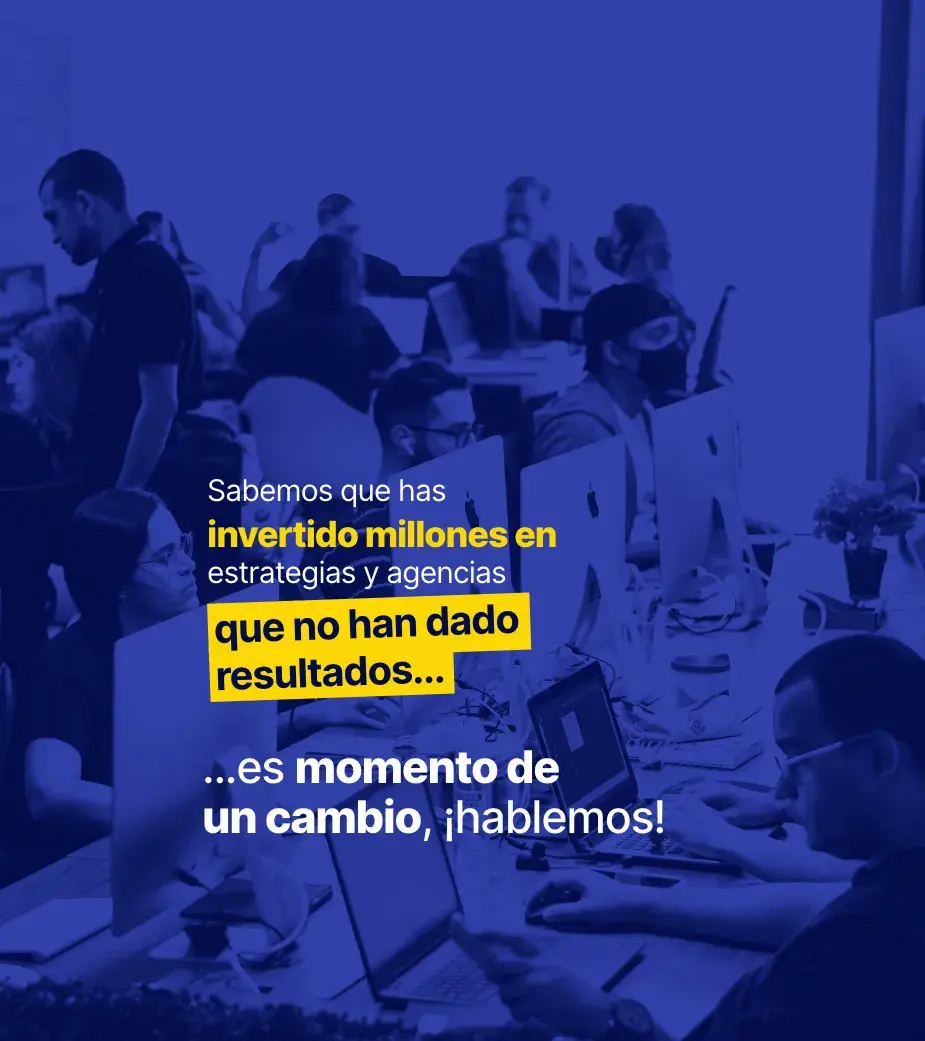 Sabemos que has
invertido millones en
estrategias y agencias
que no han dado
resultados...
...es momento de
un cambio, ¡hablemos!